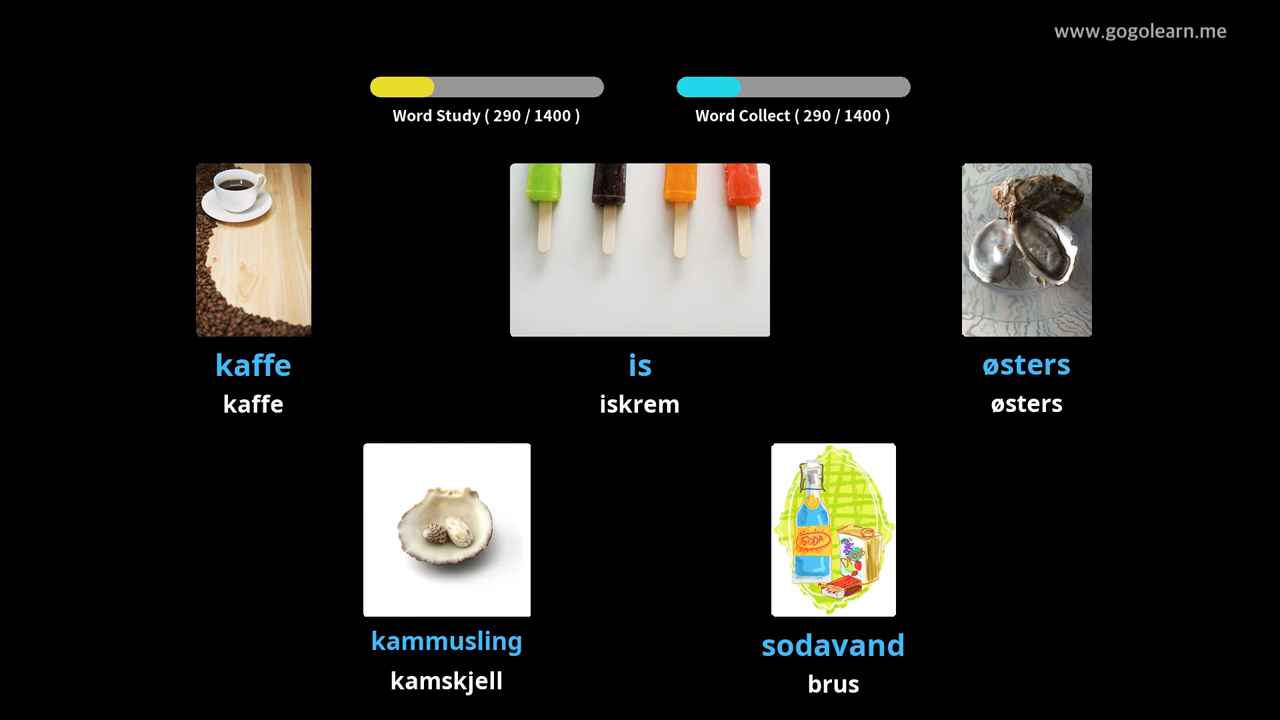 www.gogolearn.me
Word Study ( 290 / 1400 )
Word Collect ( 290 / 1400 )
kaffe
kaffe
is
iskrem
østers
østers
SODA
kammusling
kamskjell
sodavand
brus